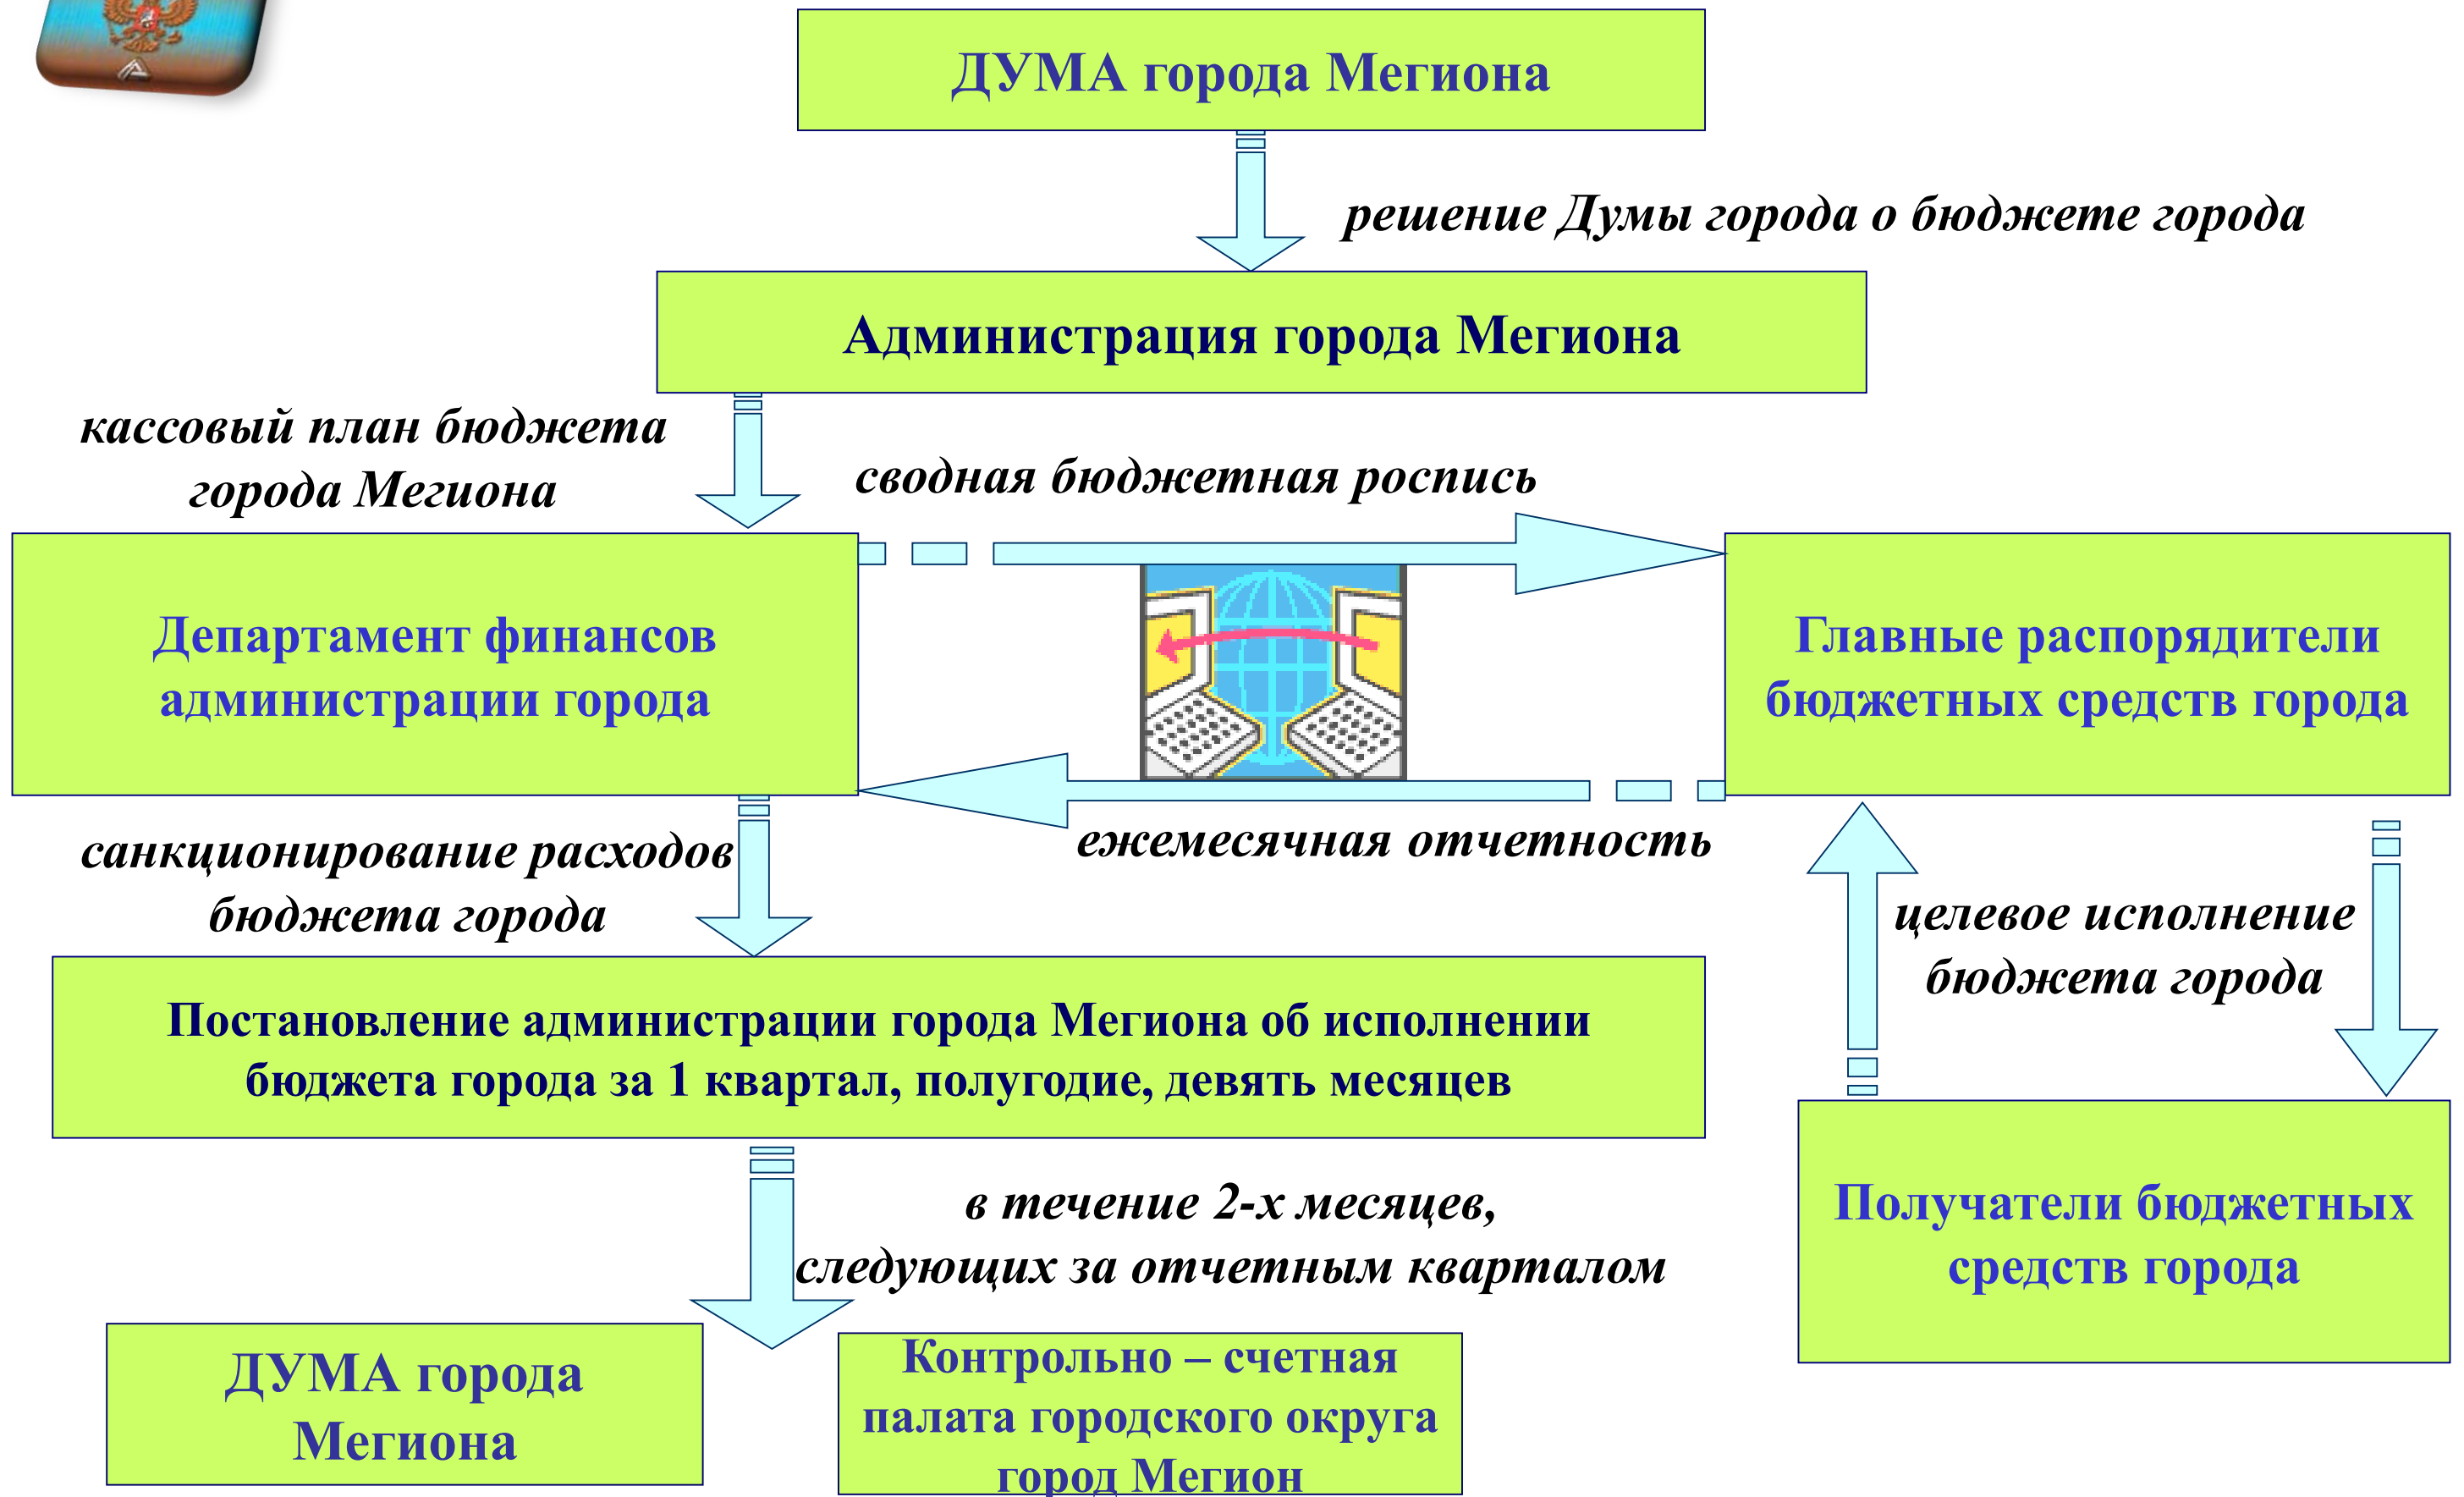 ДУМА города Мегиона
решение Думы города о бюджете города
Администрация города Мегиона
кассовый план бюджета
города Мегиона
сводная бюджетная роспись
Департамент финансов
администрации города
Главные распорядители
бюджетных средств города
ежемесячная отчетность
санкционирование расходов
бюджета города
целевое исполнение
бюджета города
Постановление администрации города Мегиона об исполнении
бюджета города за 1 квартал, полугодие, девять месяцев
в течение 2-х месяцев,
следующих за отчетным кварталом
Получатели бюджетных
средств города
ДУМА города
Мегиона
Контрольно – счетная
палата городского округа
город Мегион